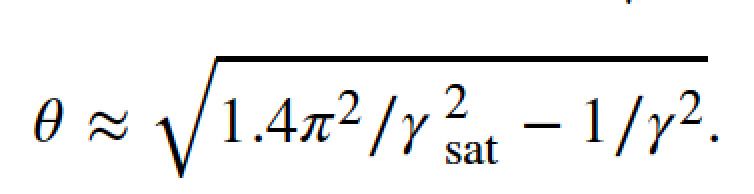 θ ≈ √(1.4π²/γ²_sat − 1/γ²).